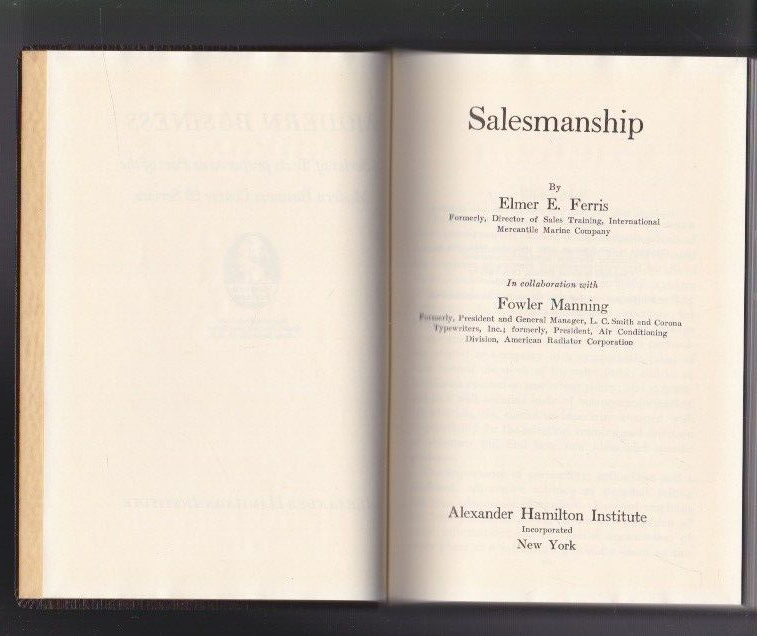 Salesmanship
By
Elmer E. Ferris
Formerly, Director of Sales Training, International
Mercantile Marine Company
In collaboration with
Fowler Manning
Formerly, President and General Manager, L. C. Smith and Corona
Typewriters, Inc.; formerly, President, Air Conditioning
Division, American Radiator Corporation
Alexander Hamilton Institute
Incorporated
New York